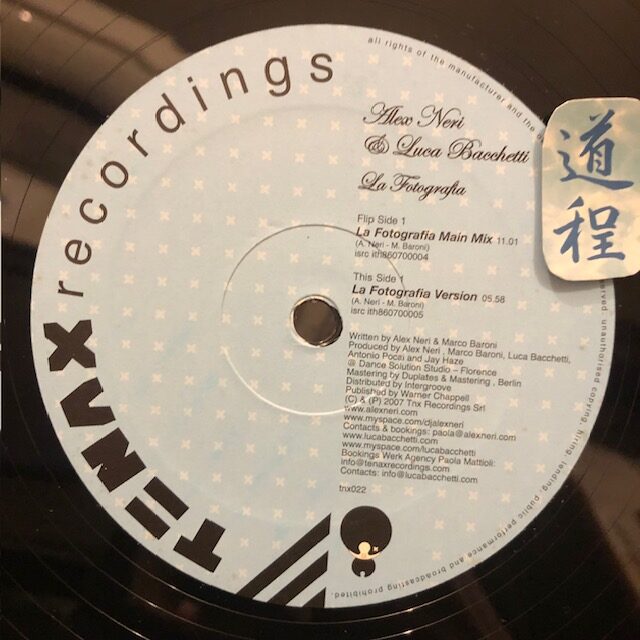 TENAX recordings
all rights of the manufacturer and the
Alex Neri
& Luca Bacchetti
La Fotografia
道程
Flip Side 1
La Fotografia Main Mix 11.01
(A. Neri - M. Baroni)
isrc ith860700004
This Side 1
La Fotografia Version 05.58
(A. Neri - M. Baroni)
isrc ith860700005
Written by Alex Neri & Marco Baroni
Produced by Alex Neri , Marco Baroni, Luca Bacchetti,
Antonio Pocai and Jay Haze
@ Dance Solution Studio – Florence
Mastering by Duplates & Mastering , Berlin
Distributed by Intergroove
Published by Warner Chappell
(C) & (P) 2007 Tnx Recordings Srl
www.alexneri.com
www.myspace.com/djalexneri
Contacts & bookings: paola@alexneri.com
www.lucabacchetti.com
www.myspace.com/lucabacchetti
Bookings Werk Agency Paola Mattioli:
info@tenaxrecordings.com
Contacts: info@lucabacchetti.com
tnx022
reserved. unauthorised copying, hiring, lending, public performance and broadcasting prohibited.